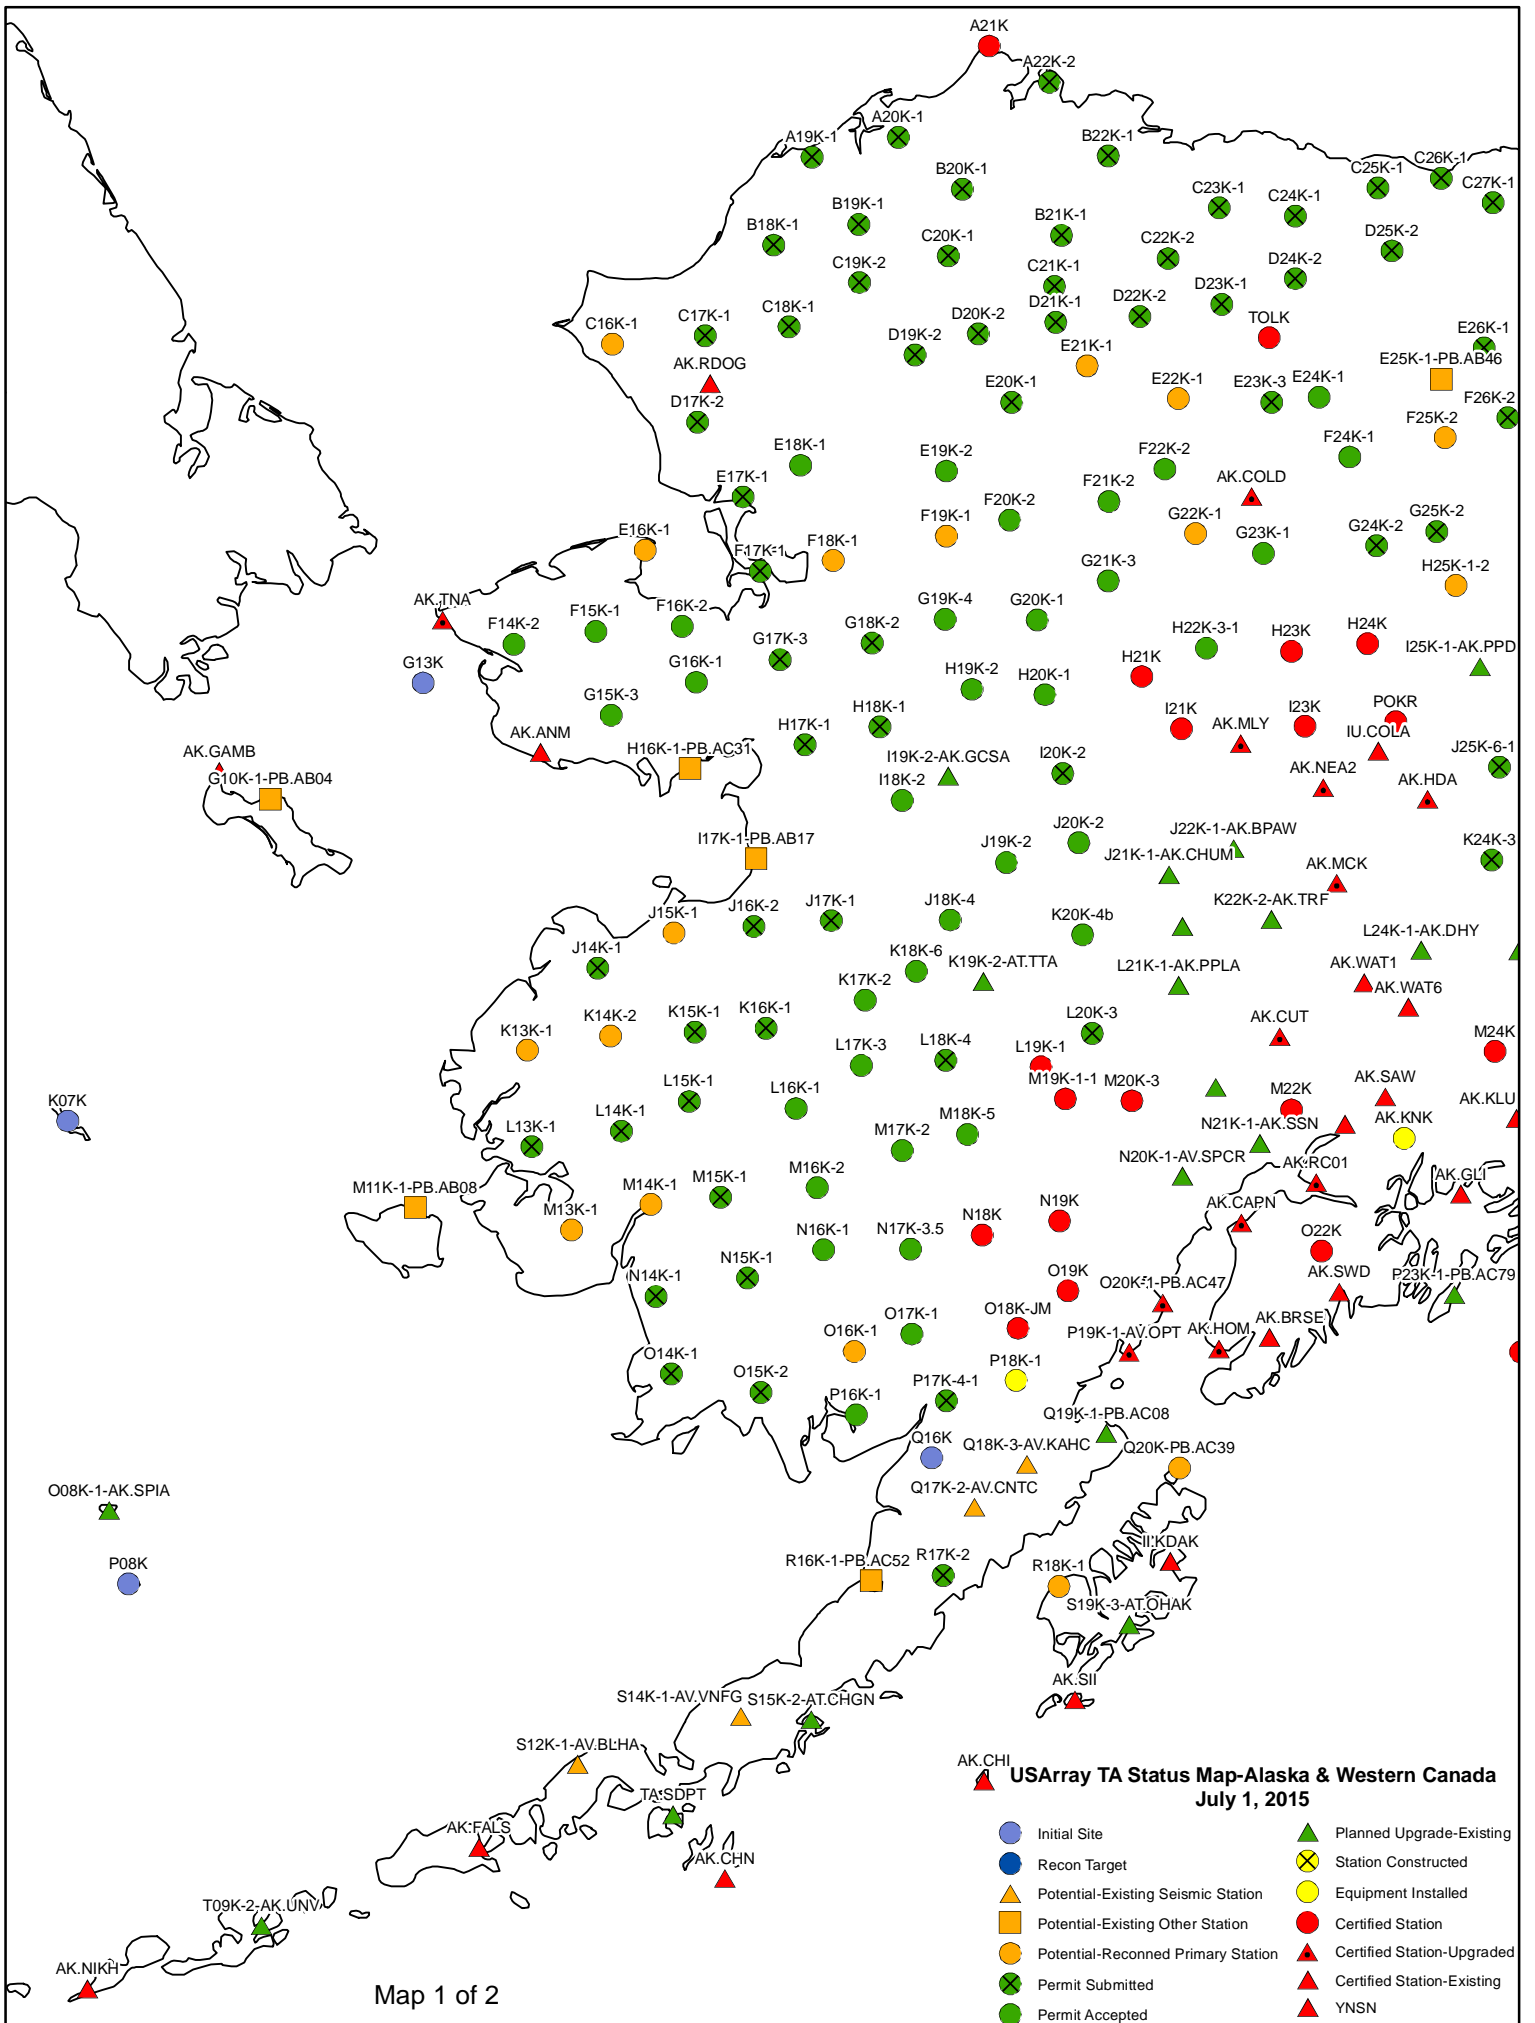 A21K
A22K-2
A20K-1
A19K-1
B22K-1
C26K-1
C25K-1
C27K-1
B20K-1
C23K-1
C24K-1
B19K-1
B21K-1
B18K-1
C20K-1
C22K-2
D25K-2
C19K-2
C21K-1
D24K-2
D23K-1
D21K-1
D22K-2
C16K-1
C17K-1
C18K-1
D20K-2
D19K-2
TOLK
E26K-1
E21K-1
E25K-1-PB.AB46
AK.RDOG
E20K-1
E22K-1
E23K-3
E24K-1
F26K-2
D17K-2
F25K-2
E18K-1
E19K-2
F22K-2
F24K-1
E17K-1
F21K-2
AK.COLD
F20K-2
G22K-1
G25K-2
E16K-1
F19K-1
G23K-1
G24K-2
F18K-1
F17K-1
G21K-3
H25K-1-2
AK.TNA
F14K-2
F15K-1
F16K-2
G19K-4
G20K-1
G18K-2
H22K-3-1
H23K
H24K
G17K-3
I25K-1-AK.PPD
G13K
G16K-1
H19K-2
H20K-1
H21K
G15K-3
H18K-1
I21K
I23K
POKR
AK.ANM
H17K-1
AK.MLY
IU.COLA
AK.GAMB
H16K-1-PB.AC31
I19K-2-AK.GCSA
I20K-2
J25K-6-1
G10K-1-PB.AB04
I18K-2
AK.NEA2
AK.HDA
I17K-1-PB.AB17
J19K-2
J20K-2
J22K-1-AK.BPAW
J21K-1-AK.CHUM
K24K-3
AK.MCK
J15K-1
J16K-2
J17K-1
J18K-4
K20K-4b
K22K-2-AK.TRF
L24K-1-AK.DHY
J14K-1
K18K-6
K19K-2-AT.TTA
L21K-1-AK.PPLA
AK.WAT1
K17K-2
AK.WAT6
K13K-1
K14K-2
K15K-1
K16K-1
L20K-3
AK.CUT
M24K
L17K-3
L18K-4
L19K-1
M19K-1-1
M20K-3
M22K
AK.SAW
L15K-1
L16K-1
K07K
L14K-1
L13K-1
M18K-5
M17K-2
N21K-1-AK.SSN
AK.KNK
AK.KLU
N20K-1-AV.SPCR
AK.RC01
M11K-1-PB.AB08
M14K-1
M15K-1
M16K-2
AK.GLI
M13K-1
AK.CAPN
N16K-1
N17K-3.5
N18K
N19K
O22K
N14K-1
N15K-1
O19K
O20K-1-PB.AC47
AK.SWD
P23K-1-PB.AC79
O17K-1
O18K-JM
O16K-1
P19K-1-AV.OPT
AK.HOM
AK.BRSE
O14K-1
O15K-2
P18K-1
P17K-4-1
P16K-1
Q19K-1-PB.AC08
Q16K
Q18K-3-AV.KAHC
Q20K-PB.AC39
Q17K-2-AV.CNTC
O08K-1-AK.SPIA
P08K
R16K-1-PB.AC52
R17K-2
R18K-1
II.KDAK
S19K-3-AT.OHAK
AK.SII
S14K-1-AV.VNFG
S15K-2-AT.CHGN
S12K-1-AV.BLHA
AK.CHI
TA.SDPT
AK.FALS
AK.CHN
T09K-2-AK.UNV
AK.NIKH
Map 1 of 2
USArray TA Status Map-Alaska & Western Canada
July 1, 2015
Initial Site
Recon Target
Potential-Existing Seismic Station
Potential-Existing Other Station
Potential-Reconned Primary Station
Permit Submitted
Permit Accepted
Planned Upgrade-Existing
Station Constructed
Equipment Installed
Certified Station
Certified Station-Upgraded
Certified Station-Existing
YNSN